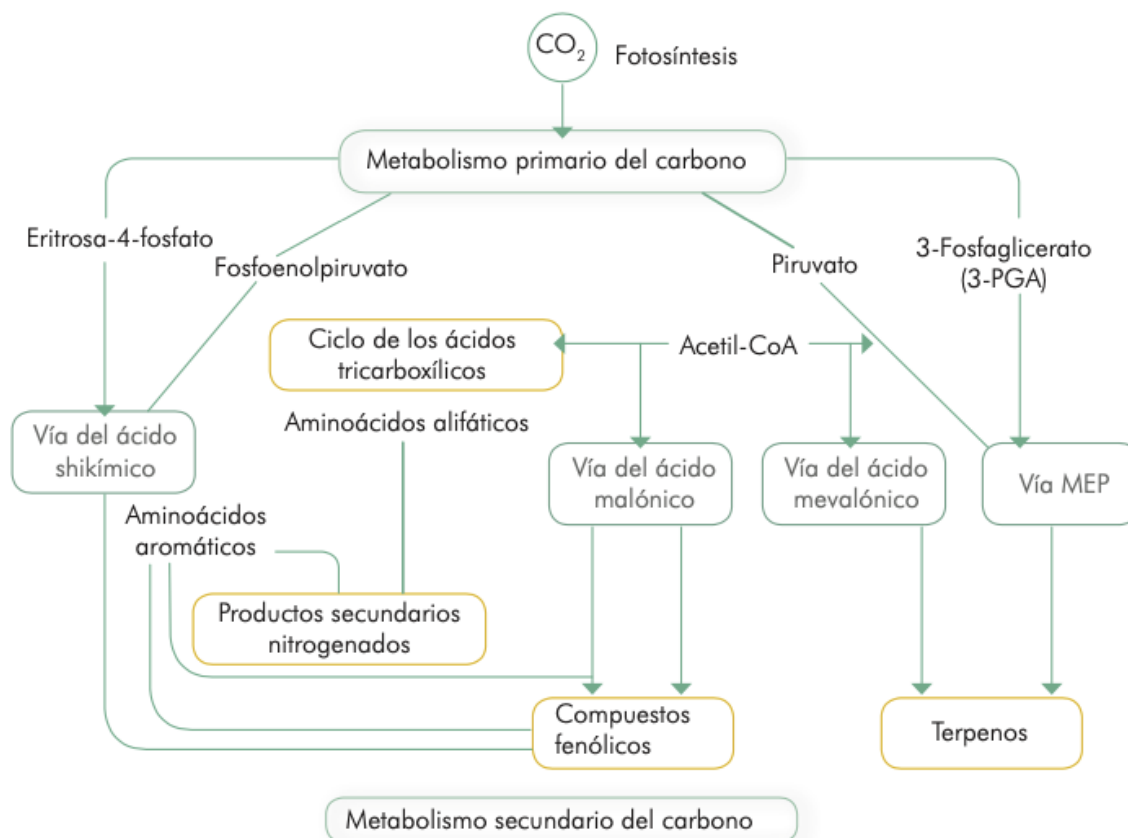 CO2
Fotosíntesis
Metabolismo primario del carbono
Eritrosa-4-fosfato
Fosfoenolpiruvato
Piruvato
3-Fosfaglicerato
(3-PGA)
Ciclo de los ácidos
tricarboxílicos
Acetil-CoA
Aminoácidos alifáticos
Vía del ácido
shikímico
Vía del ácido
malónico
Vía del ácido
mevalónico
Vía MEP
Aminoácidos
aromáticos
Productos secundarios
nitrogenados
Compuestos
fenólicos
Terpenos
Metabolismo secundario del carbono